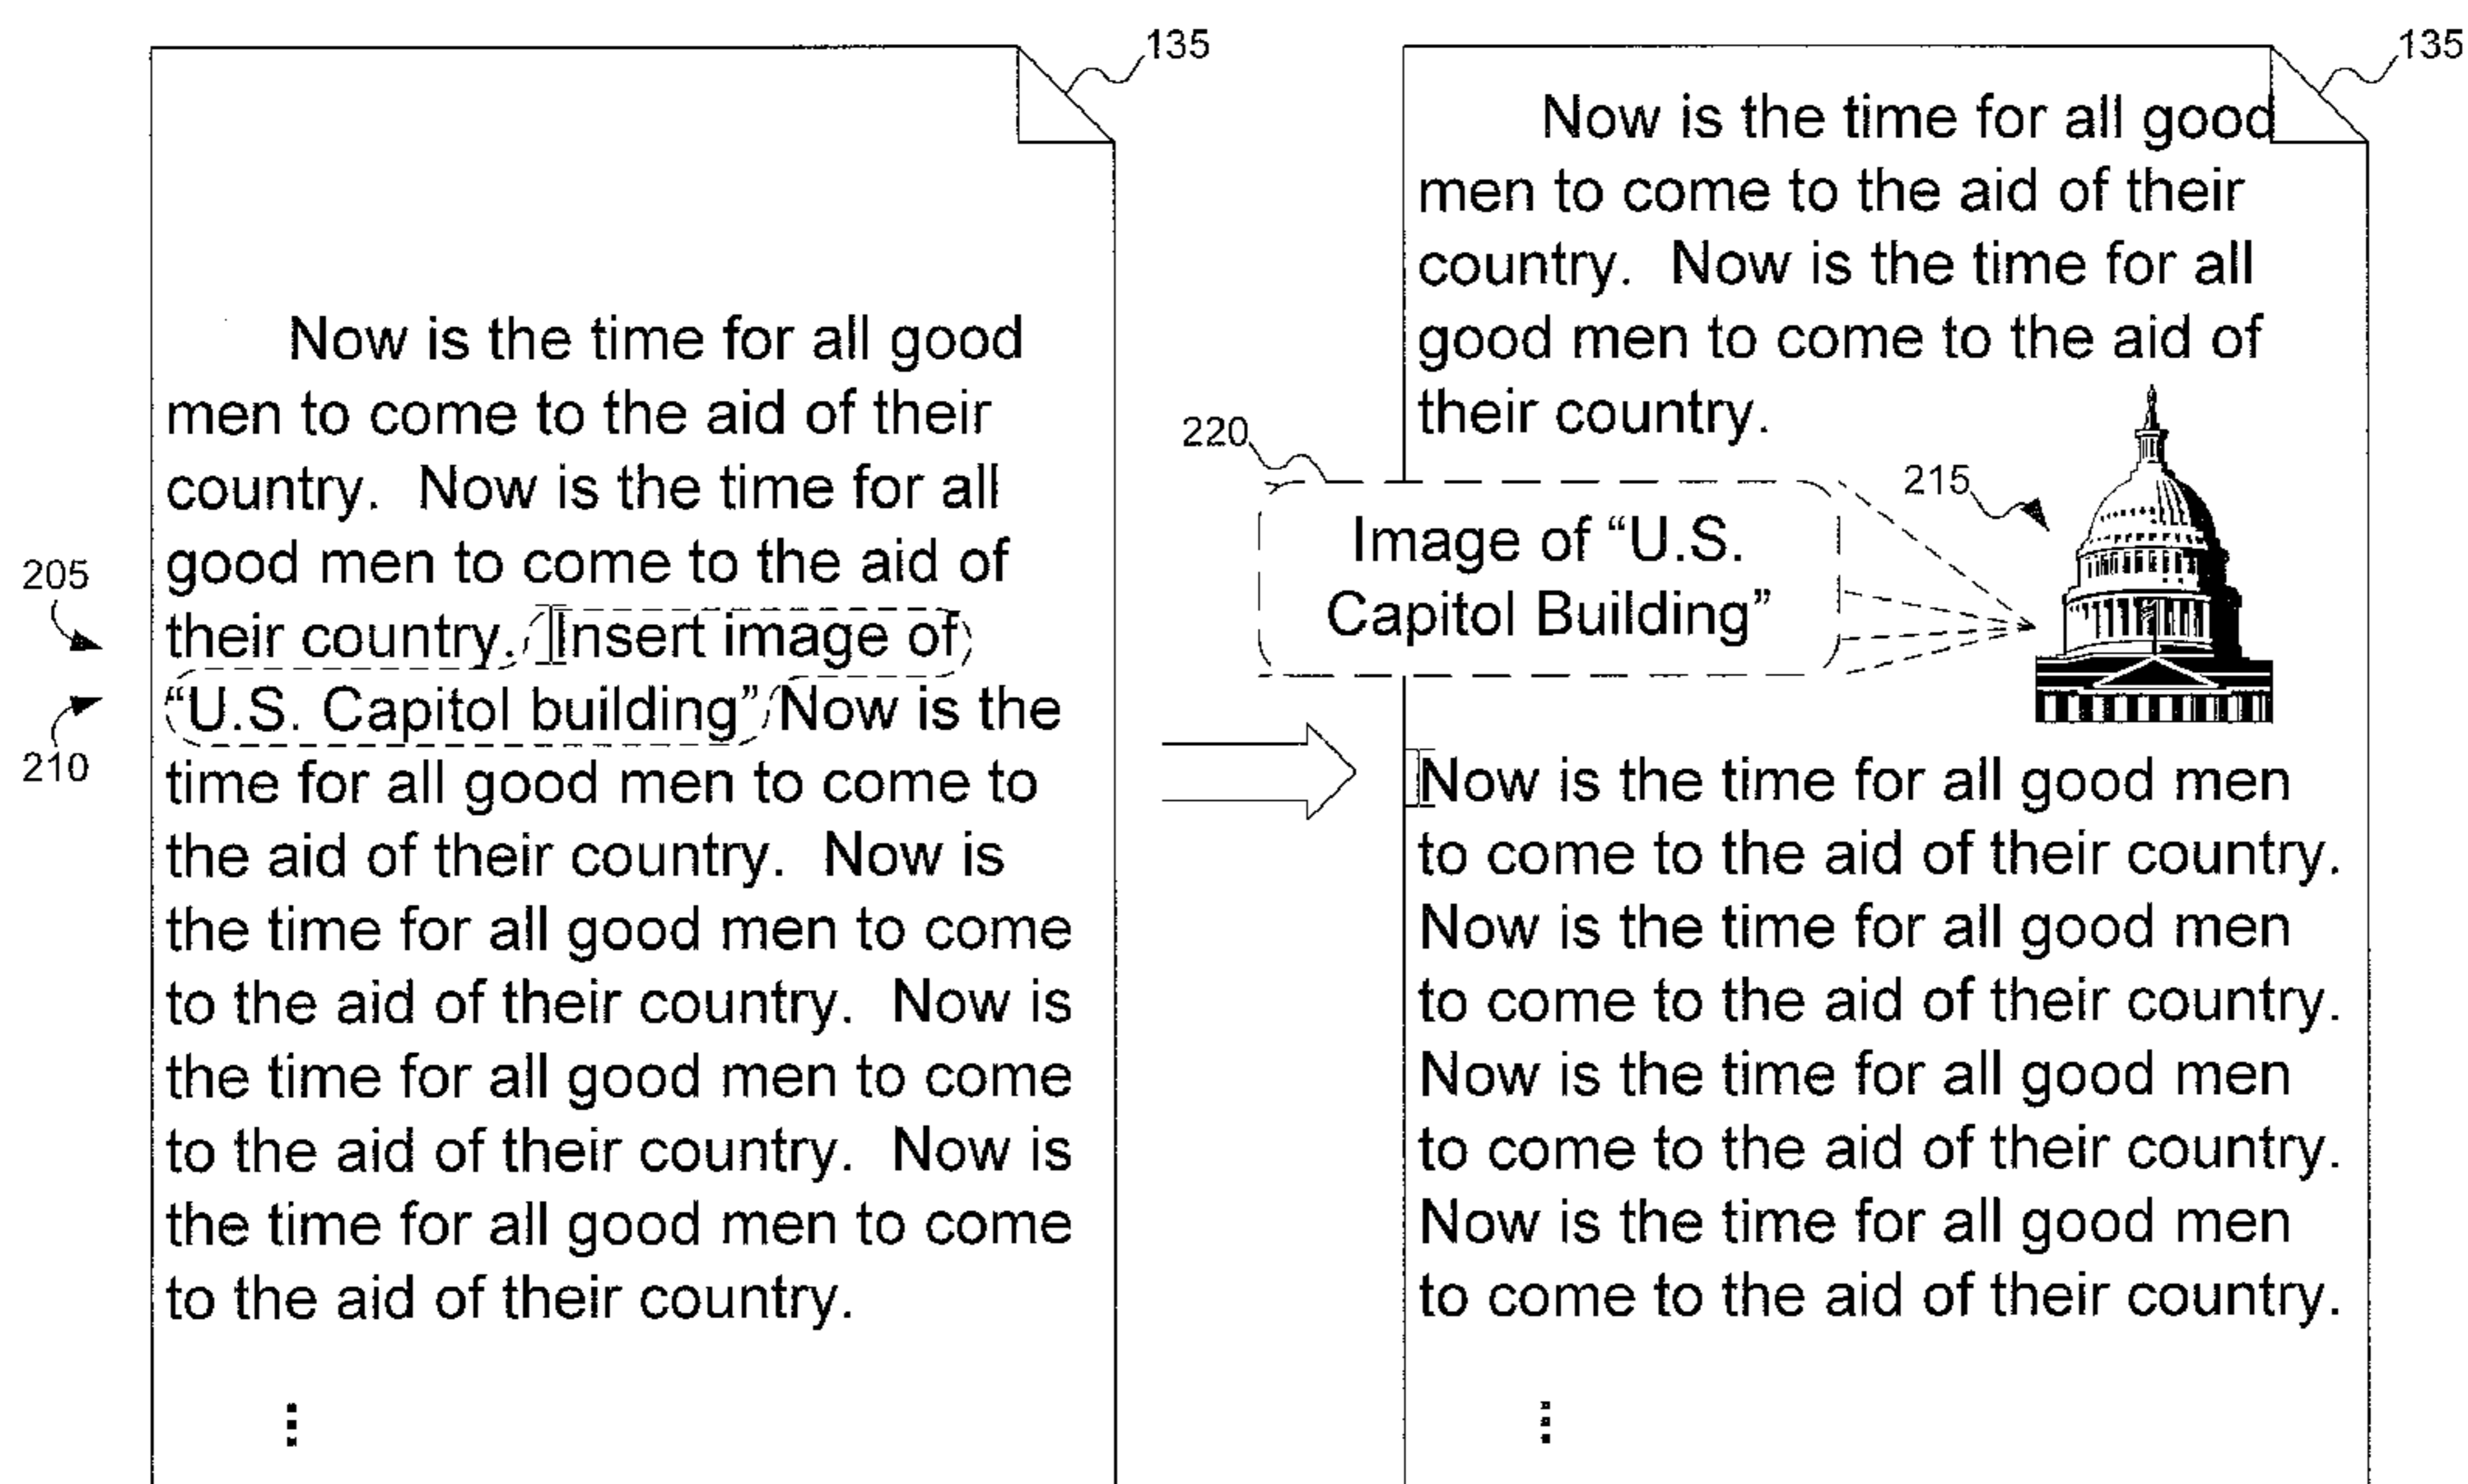 135
Now is the time for all good
men to come to the aid of their
country.  Now is the time for all
good men to come to the aid of
205
their country. Insert image of
“U.S. Capitol building” Now is the
210
time for all good men to come to
the aid of their country.  Now is
the time for all good men to come
to the aid of their country.  Now is
the time for all good men to come
to the aid of their country.  Now is
the time for all good men to come
to the aid of their country.
135
Now is the time for all good
men to come to the aid of their
country.  Now is the time for all
good men to come to the aid of
their country.
220
215
Image of “U.S.
Capitol Building”
Now is the time for all good men
to come to the aid of their country.
Now is the time for all good men
to come to the aid of their country.
Now is the time for all good men
to come to the aid of their country.
Now is the time for all good men
to come to the aid of their country.